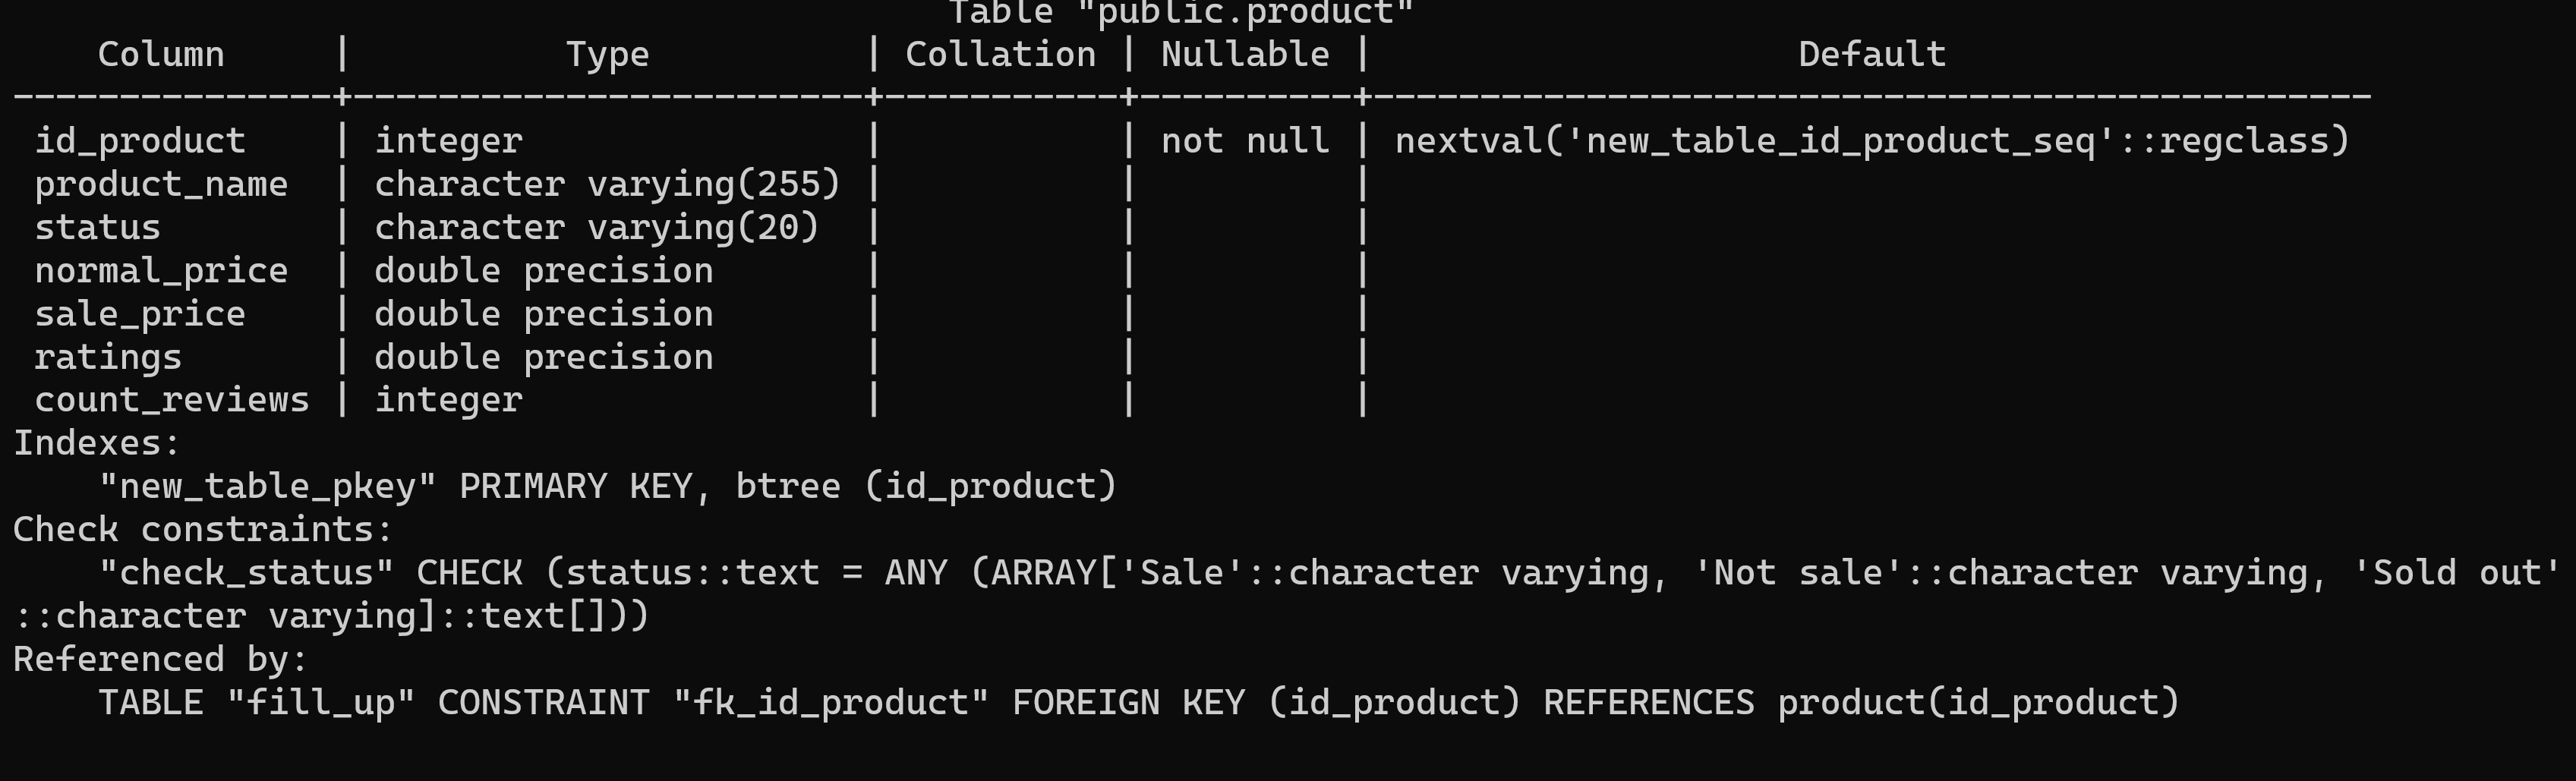 Table "public.product"
Column | Type | Collation | Nullable | Default
---------------+------------------------+-----------+----------+-----------------------------------------------
id_product | integer | | not null | nextval('new_table_id_product_seq'::regclass)
product_name | character varying(255) | | |
status | character varying(20) | | |
normal_price | double precision | | |
sale_price | double precision | | |
ratings | double precision | | |
count_reviews | integer | | |
Indexes:
"new_table_pkey" PRIMARY KEY, btree (id_product)
Check constraints:
"check_status" CHECK (status::text = ANY (ARRAY['Sale'::character varying, 'Not sale'::character varying, 'Sold out'
::character varying]::text[]))
Referenced by:
TABLE "fill_up" CONSTRAINT "fk_id_product" FOREIGN KEY (id_product) REFERENCES product(id_product)